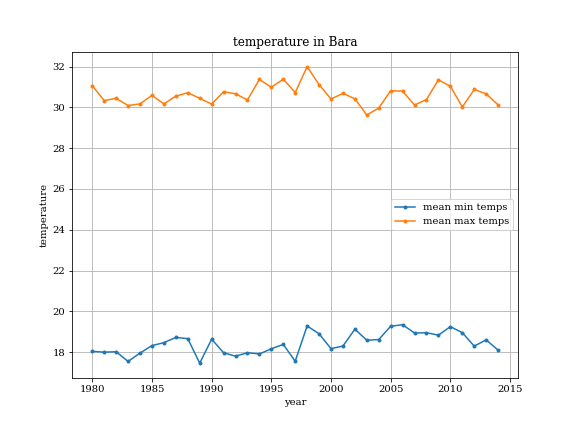 temperature in Bara
32
30
28
26
24
22
20
18
temperature
mean min temps
mean max temps
1980 1985 1990 1995 2000 2005 2010 2015
year